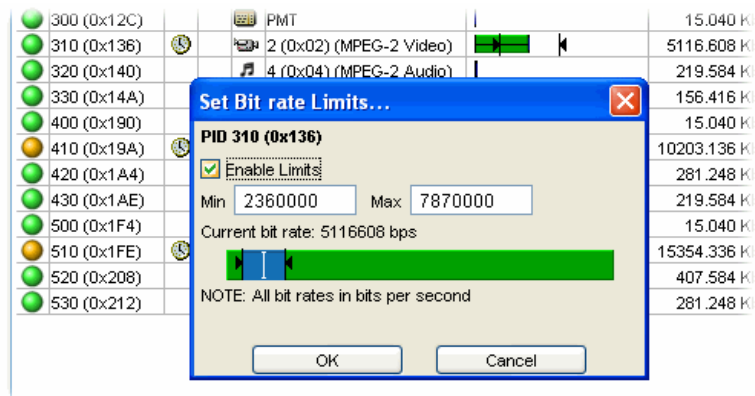 300 (0x12C) PMT 15.040 K
310 (0x136) 2 (0x02) (MPEG-2 Video) 5116.608 K
320 (0x140) 4 (0x04) (MPEG-2 Audio) 219.584 K
330 (0x14A) 156.416 K
400 (0x190) 15.040 K
410 (0x19A) 10203.136 K
420 (0x1A4) 281.248 K
430 (0x1AE) 219.584 K
500 (0x1F4) 15.040 K
510 (0x1FE) 15354.336 K
520 (0x208) 407.584 K
530 (0x212) 281.248 K
Set Bit rate Limits...
PID 310 (0x136)
Enable Limits
Min 2360000 Max 7870000
Current bit rate: 5116608 bps
NOTE: All bit rates in bits per second
OK Cancel